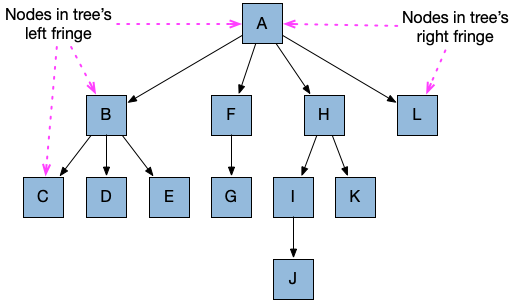 Nodes in tree's
left fringe
A
Nodes in tree's
right fringe
B
F
H
L
C
D
E
G
I
K
J